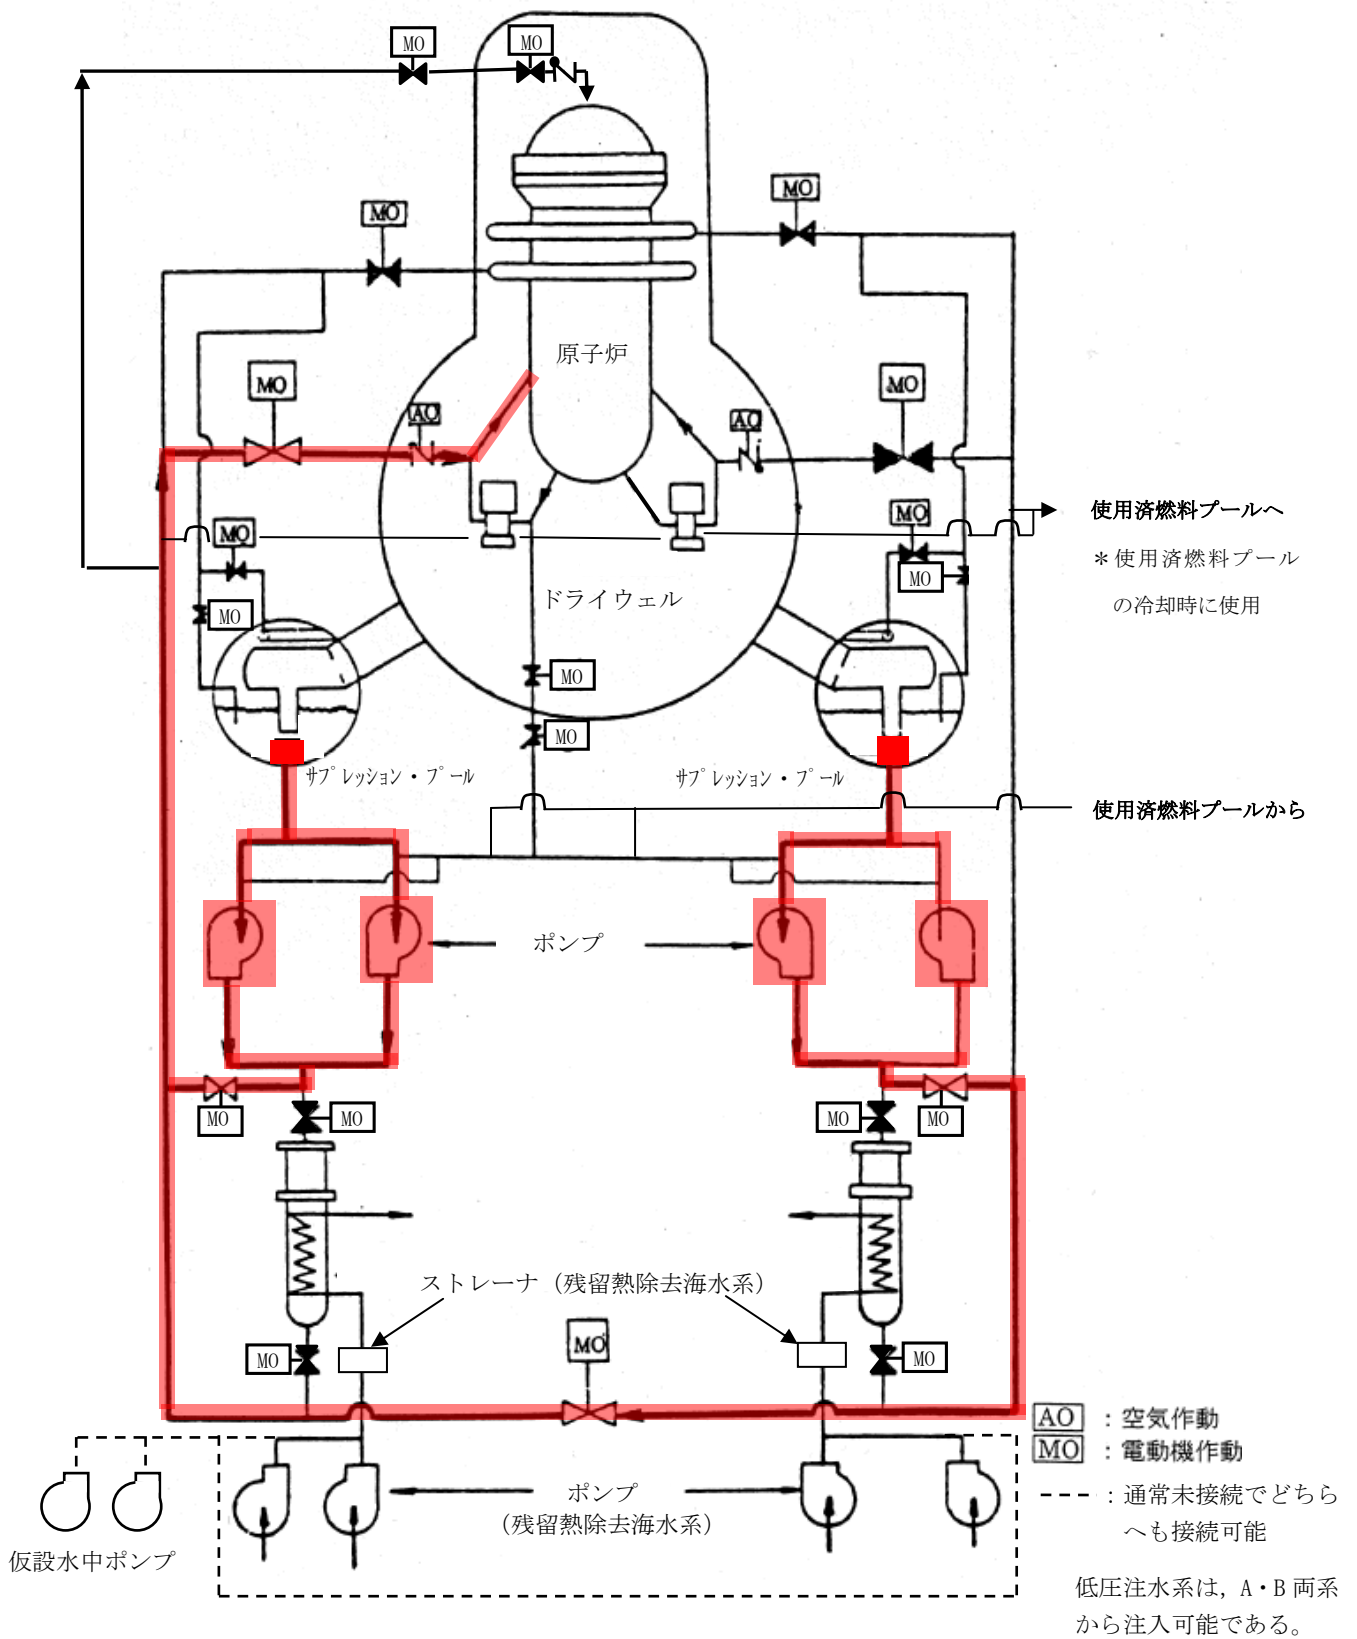 MO
MO
MO
MO
原子炉
MO
MO
AO
AO
使用済燃料プールへ
MO
MO
＊使用済燃料プール
MO
ドライウェル
の冷却時に使用
MO
MO
MO
サプレッション・プール
サプレッション・プール
使用済燃料プールから
ポンプ
MO
MO
MO
MO
ストレーナ（残留熱除去海水系）
MO
MO
MO
AO ：空気作動
MO ：電動機作動
ポンプ
---- ：通常未接続でどちら
（残留熱除去海水系）
へも接続可能
仮設水中ポンプ
低圧注水系は，A・B 両系
から注入可能である。